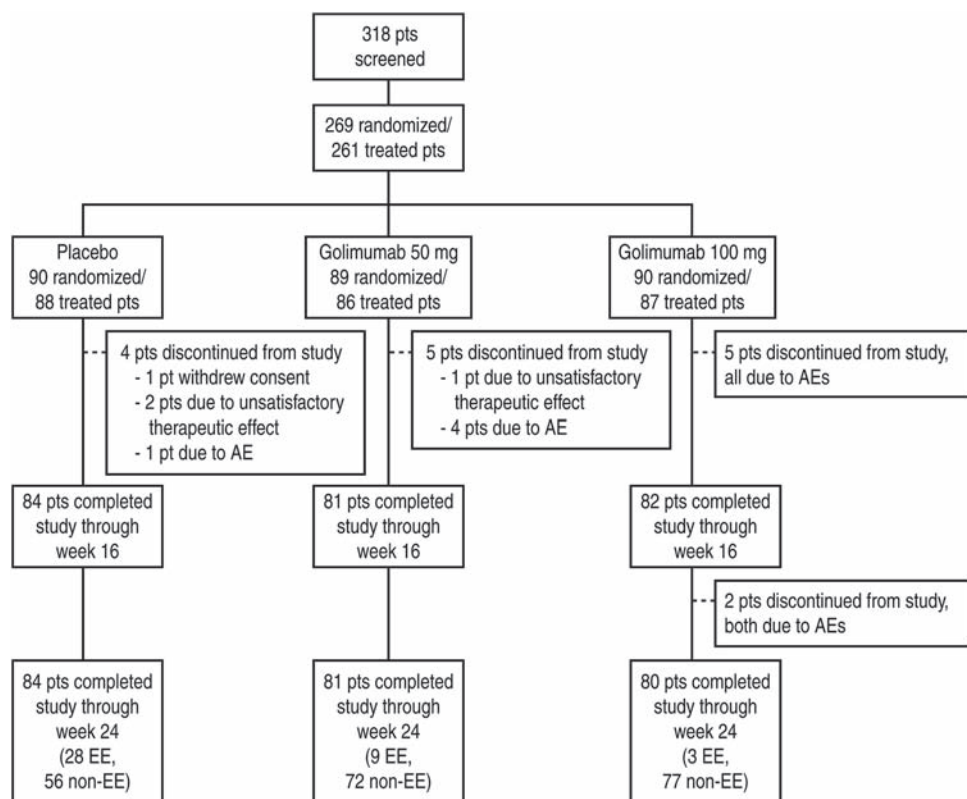 318 pts
screened
269 randomized/
261 treated pts
Placebo
90 randomized/
88 treated pts
Golimumab 50 mg
89 randomized/
86 treated pts
Golimumab 100 mg
90 randomized/
87 treated pts
4 pts discontinued from study
- 1 pt withdrew consent
- 2 pts due to unsatisfactory
therapeutic effect
- 1 pt due to AE
5 pts discontinued from study
- 1 pt due to unsatisfactory
therapeutic effect
- 4 pts due to AE
5 pts discontinued from study,
all due to AEs
84 pts completed
study through
week 16
81 pts completed
study through
week 16
82 pts completed
study through
week 16
2 pts discontinued from study,
both due to AEs
84 pts completed
study through
week 24
(28 EE,
56 non-EE)
81 pts completed
study through
week 24
(9 EE,
72 non-EE)
80 pts completed
study through
week 24
(3 EE,
77 non-EE)